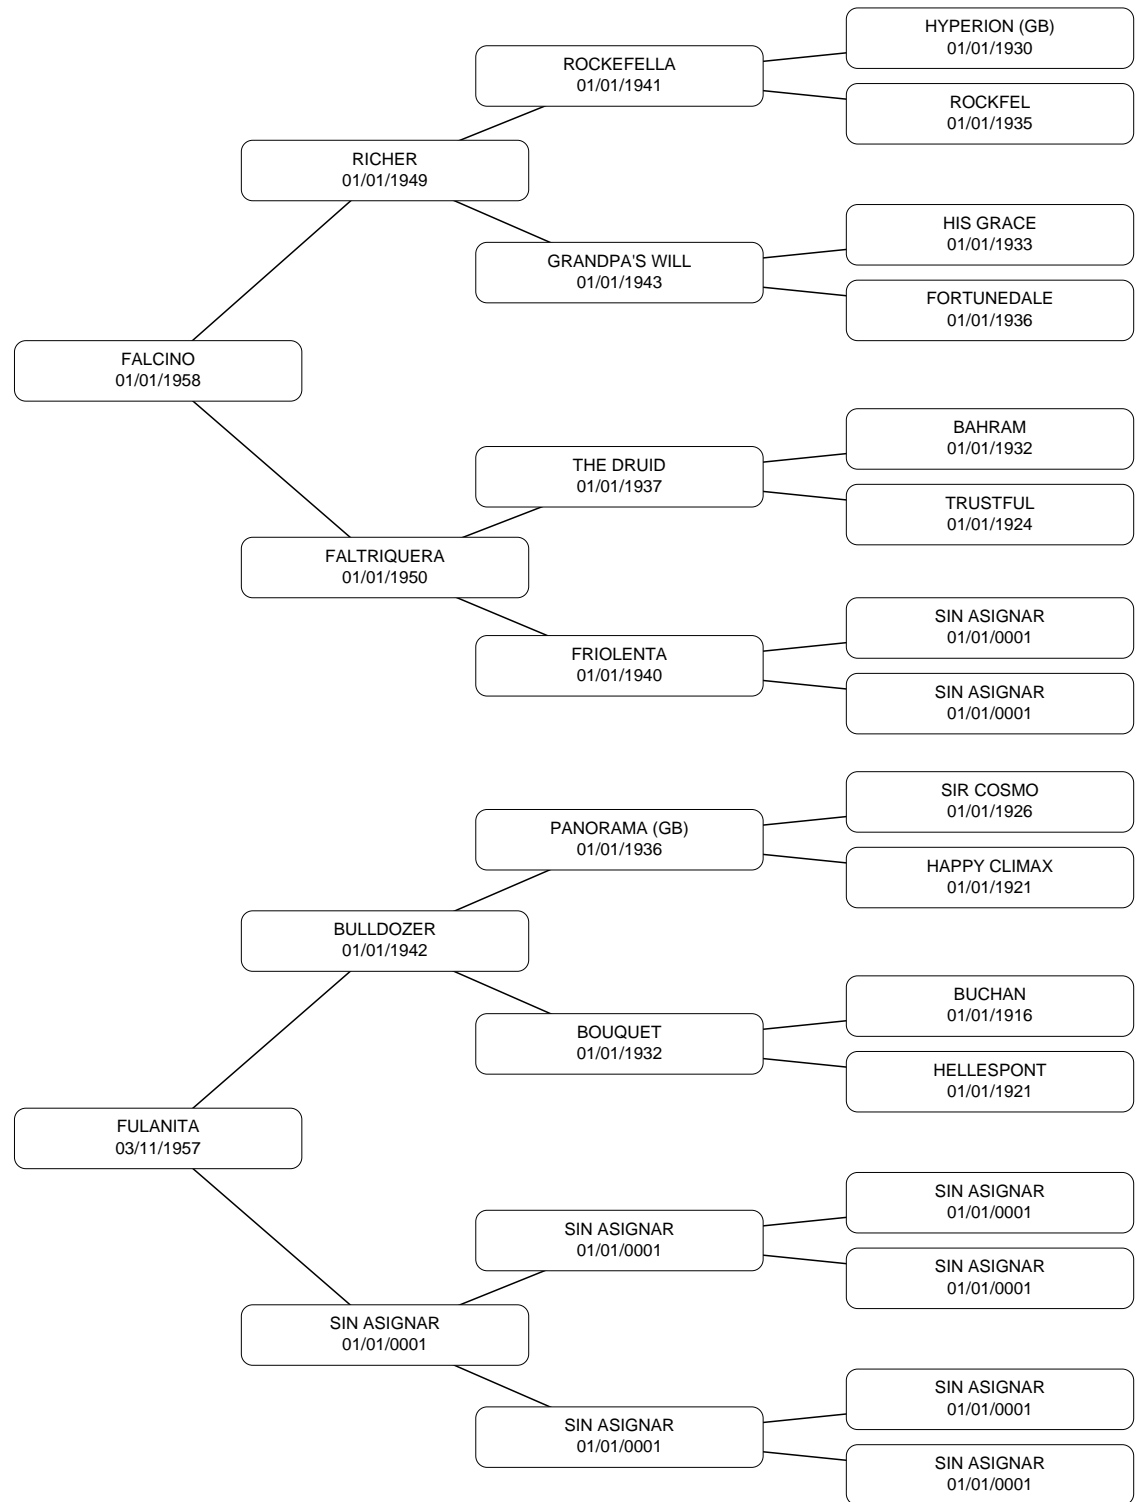 HYPERION (GB)
01/01/1930
ROCKEFELLA
01/01/1941
ROCKFEL
01/01/1935
RICHER
01/01/1949
HIS GRACE
01/01/1933
GRANDPA'S WILL
01/01/1943
FORTUNEDALE
01/01/1936
FALCINO
01/01/1958
BAHRAM
01/01/1932
THE DRUID
01/01/1937
TRUSTFUL
01/01/1924
FALTRIQUERA
01/01/1950
SIN ASIGNAR
01/01/0001
FRIOLENTA
01/01/1940
SIN ASIGNAR
01/01/0001
SIR COSMO
01/01/1926
PANORAMA (GB)
01/01/1936
HAPPY CLIMAX
01/01/1921
BULLDOZER
01/01/1942
BUCHAN
01/01/1916
BOUQUET
01/01/1932
HELLESPONT
01/01/1921
FULANITA
03/11/1957
SIN ASIGNAR
01/01/0001
SIN ASIGNAR
01/01/0001
SIN ASIGNAR
01/01/0001
SIN ASIGNAR
01/01/0001
SIN ASIGNAR
01/01/0001
SIN ASIGNAR
01/01/0001
SIN ASIGNAR
01/01/0001